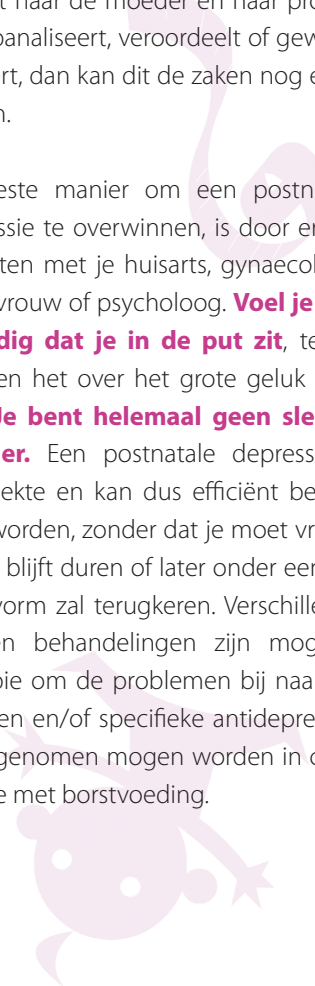 t naar de moeder en naar pro
banaliseert, veroordeelt of gew
ert, dan kan dit de zaken nog e
n.
este manier om een postn
ssie te overwinnen, is door er
ten met je huisarts, gynaecol
vrouw of psycholoog. Voel je
dig dat je in de put zit, te
en het over het grote geluk
Je bent helemaal geen sle
er. Een postnatale depress
ekte en kan dus efficiënt be
worden, zonder dat je moet vr
blijft duren of later onder een
vorm zal terugkeren. Verschille
en behandelingen zijn mog
pie om de problemen bij naa
en en/of specifieke antidepre
genomen mogen worden in c
e met borstvoeding.